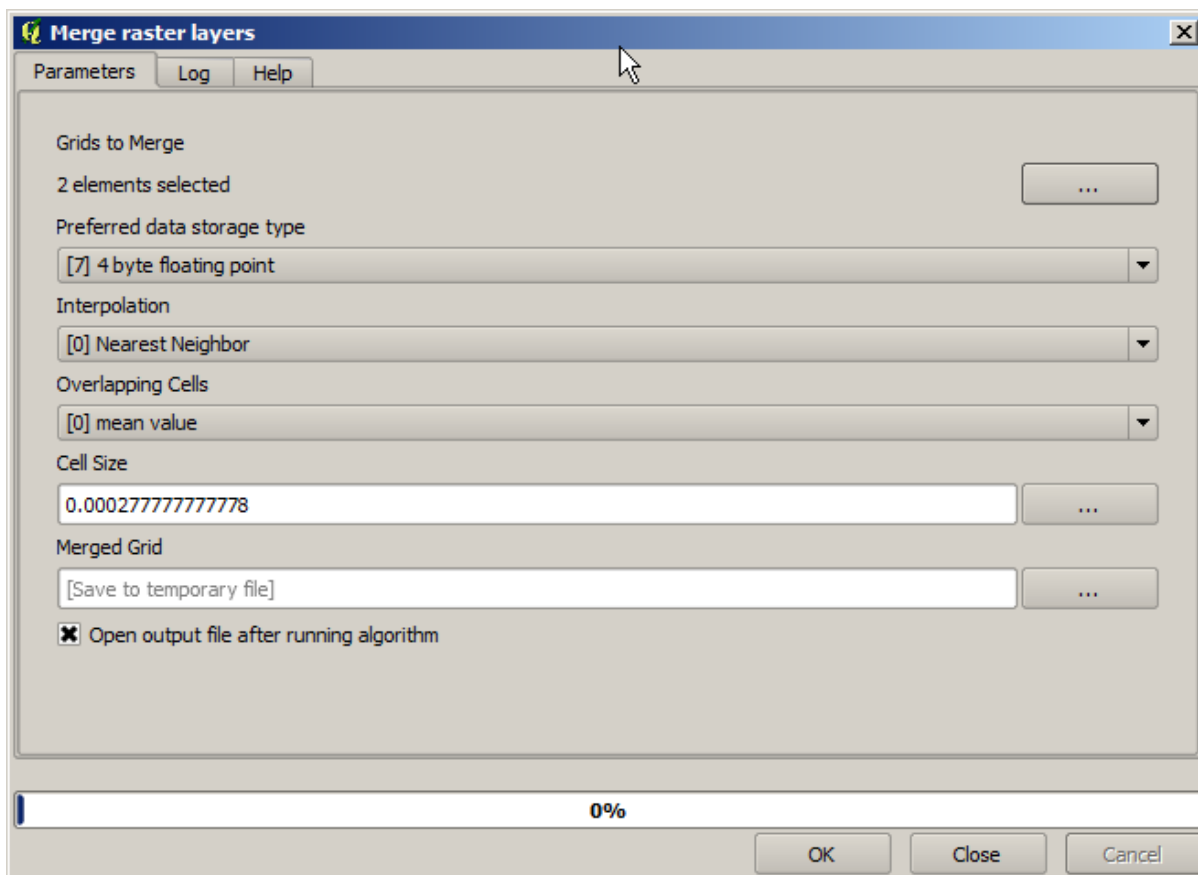 Merge raster layers
Parameters Log Help
Grids to Merge
2 elements selected
...
Preferred data storage type
[7] 4 byte floating point
Interpolation
[0] Nearest Neighbor
Overlapping Cells
[0] mean value
Cell Size
0.000277777777778
...
Merged Grid
[Save to temporary file]
...
Open output file after running algorithm
0%
OK Close Cancel